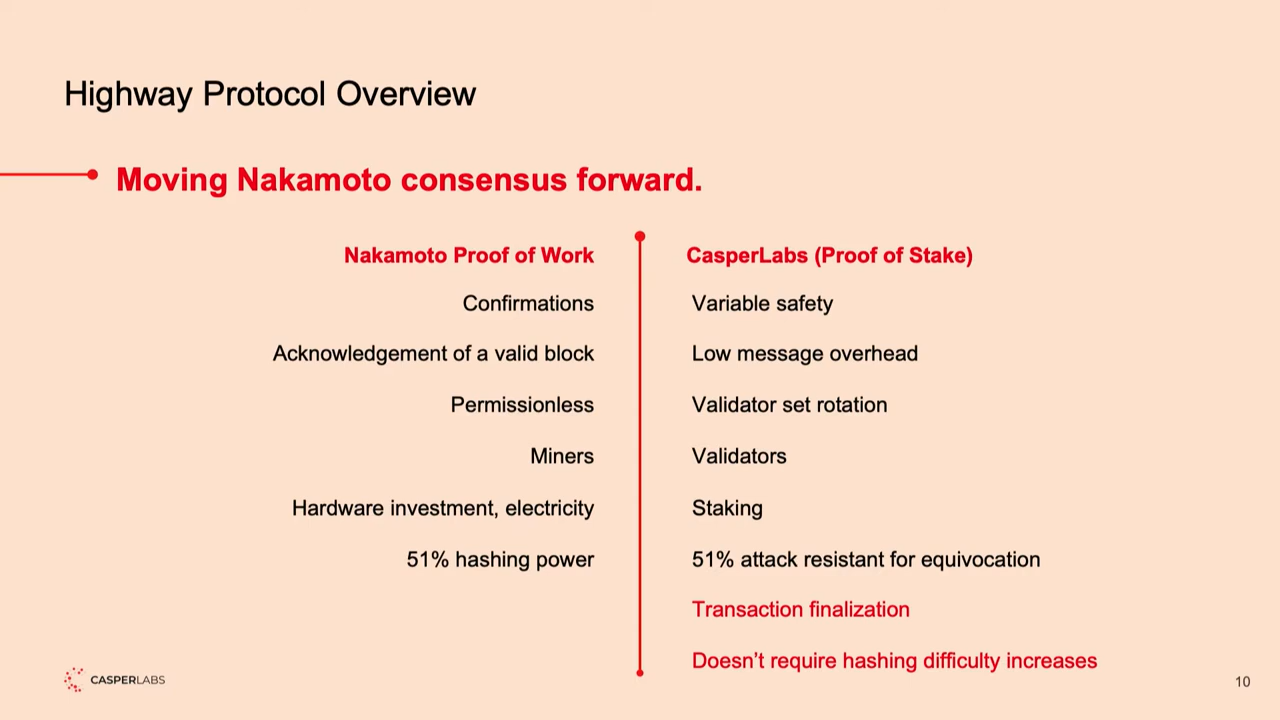 Highway Protocol Overview
Moving Nakamoto consensus forward.
Nakamoto Proof of Work
Confirmations
Acknowledgement of a valid block
Permissionless
Miners
Hardware investment, electricity
51% hashing power
CasperLabs (Proof of Stake)
Variable safety
Low message overhead
Validator set rotation
Validators
Staking
51% attack resistant for equivocation
Transaction finalization
Doesn’t require hashing difficulty increases
CASPERLABS
10